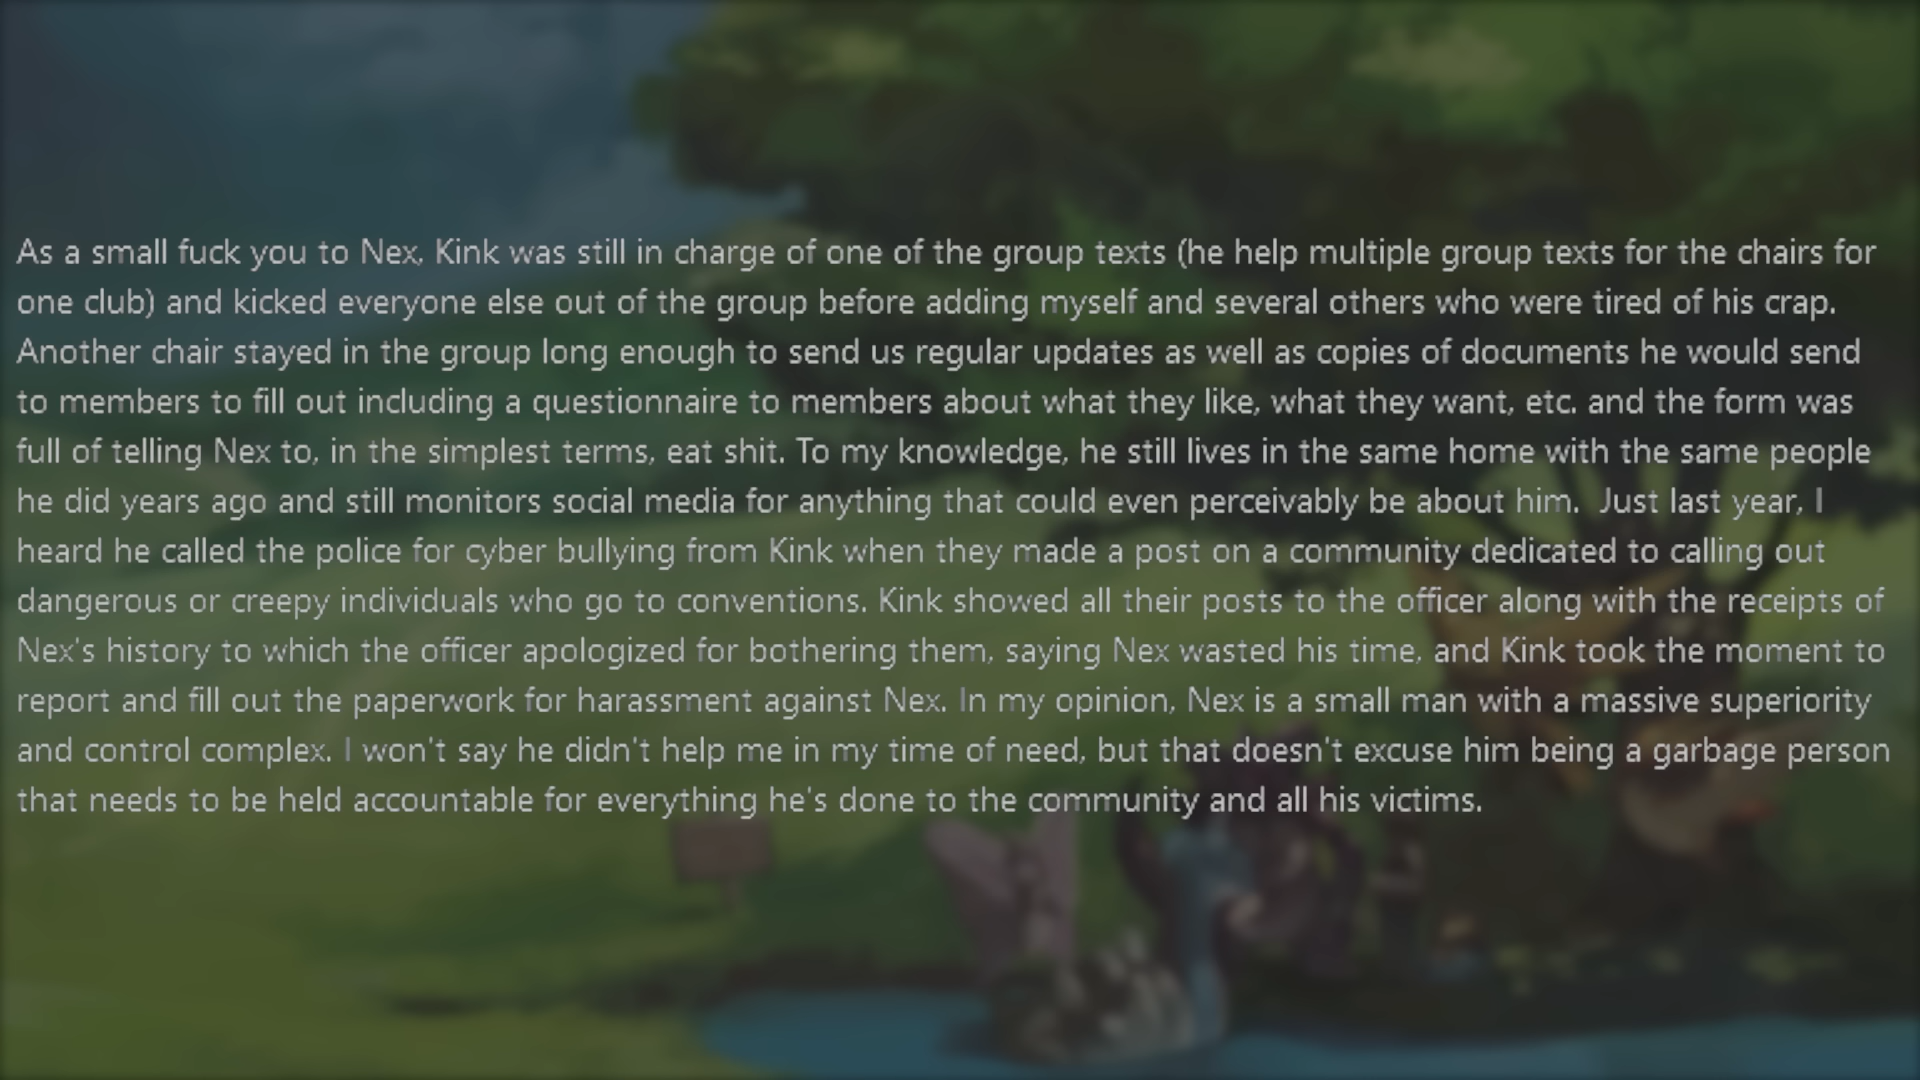 As a small fuck you to Nex, Kink was still in charge of one of the group texts (he help multiple group texts for the chairs for
one club) and kicked everyone else out of the group before adding myself and several others who were tired of his crap.
Another chair stayed in the group long enough to send us regular updates as well as copies of documents he would send
to members to fill out including a questionnaire to members about what they like, what they want, etc. and the form was
full of telling Nex to, in the simplest terms, eat shit. To my knowledge, he still lives in the same home with the same people
he did years ago and still monitors social media for anything that could even perceivably be about him.  Just last year, I
heard he called the police for cyber bullying from Kink when they made a post on a community dedicated to calling out
dangerous or creepy individuals who go to conventions. Kink showed all their posts to the officer along with the receipts of
Nex's history to which the officer apologized for bothering them, saying Nex wasted his time, and Kink took the moment to
report and fill out the paperwork for harassment against Nex. In my opinion, Nex is a small man with a massive superiority
and control complex. I won't say he didn't help me in my time of need, but that doesn't excuse him being a garbage person
that needs to be held accountable for everything he's done to the community and all his victims.